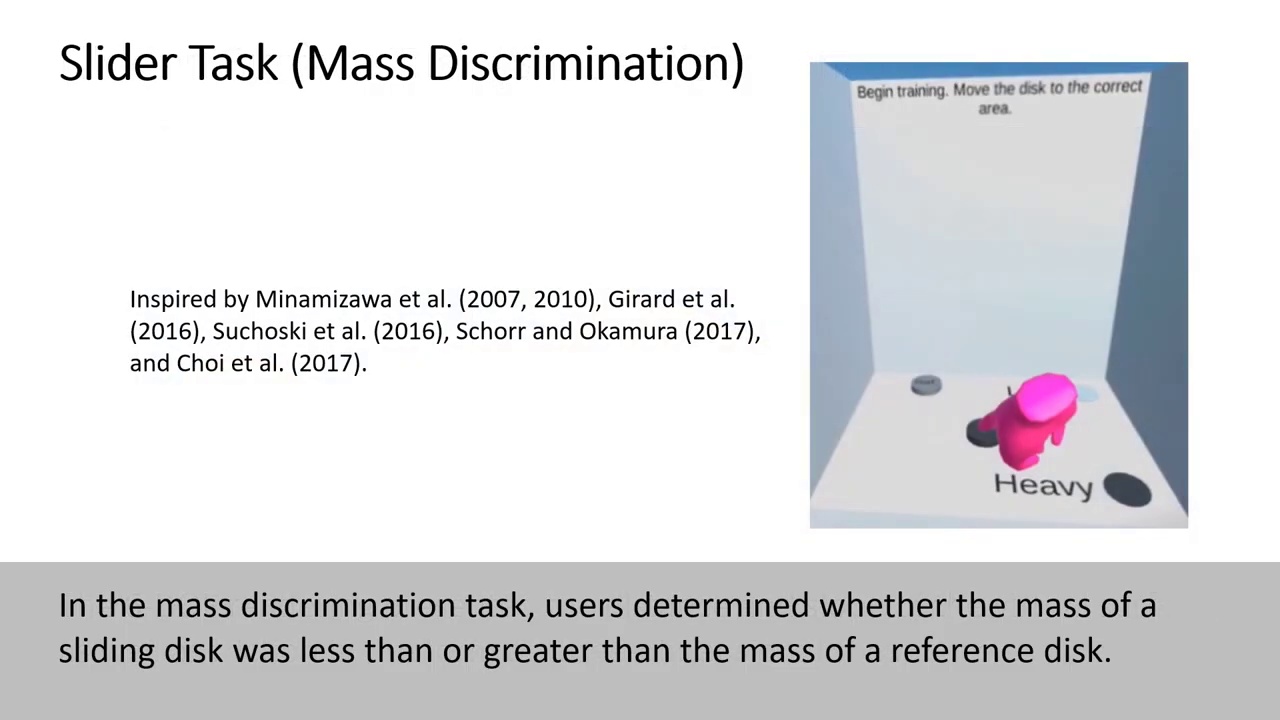 Slider Task (Mass Discrimination)
Begin training. Move the disk to the correct
area.
Inspired by Minamizawa et al. (2007, 2010), Girard et al.
(2016), Suchoski et al. (2016), Schorr and Okamura (2017),
and Choi et al. (2017).
Heavy
In the mass discrimination task, users determined whether the mass of a
sliding disk was less than or greater than the mass of a reference disk.